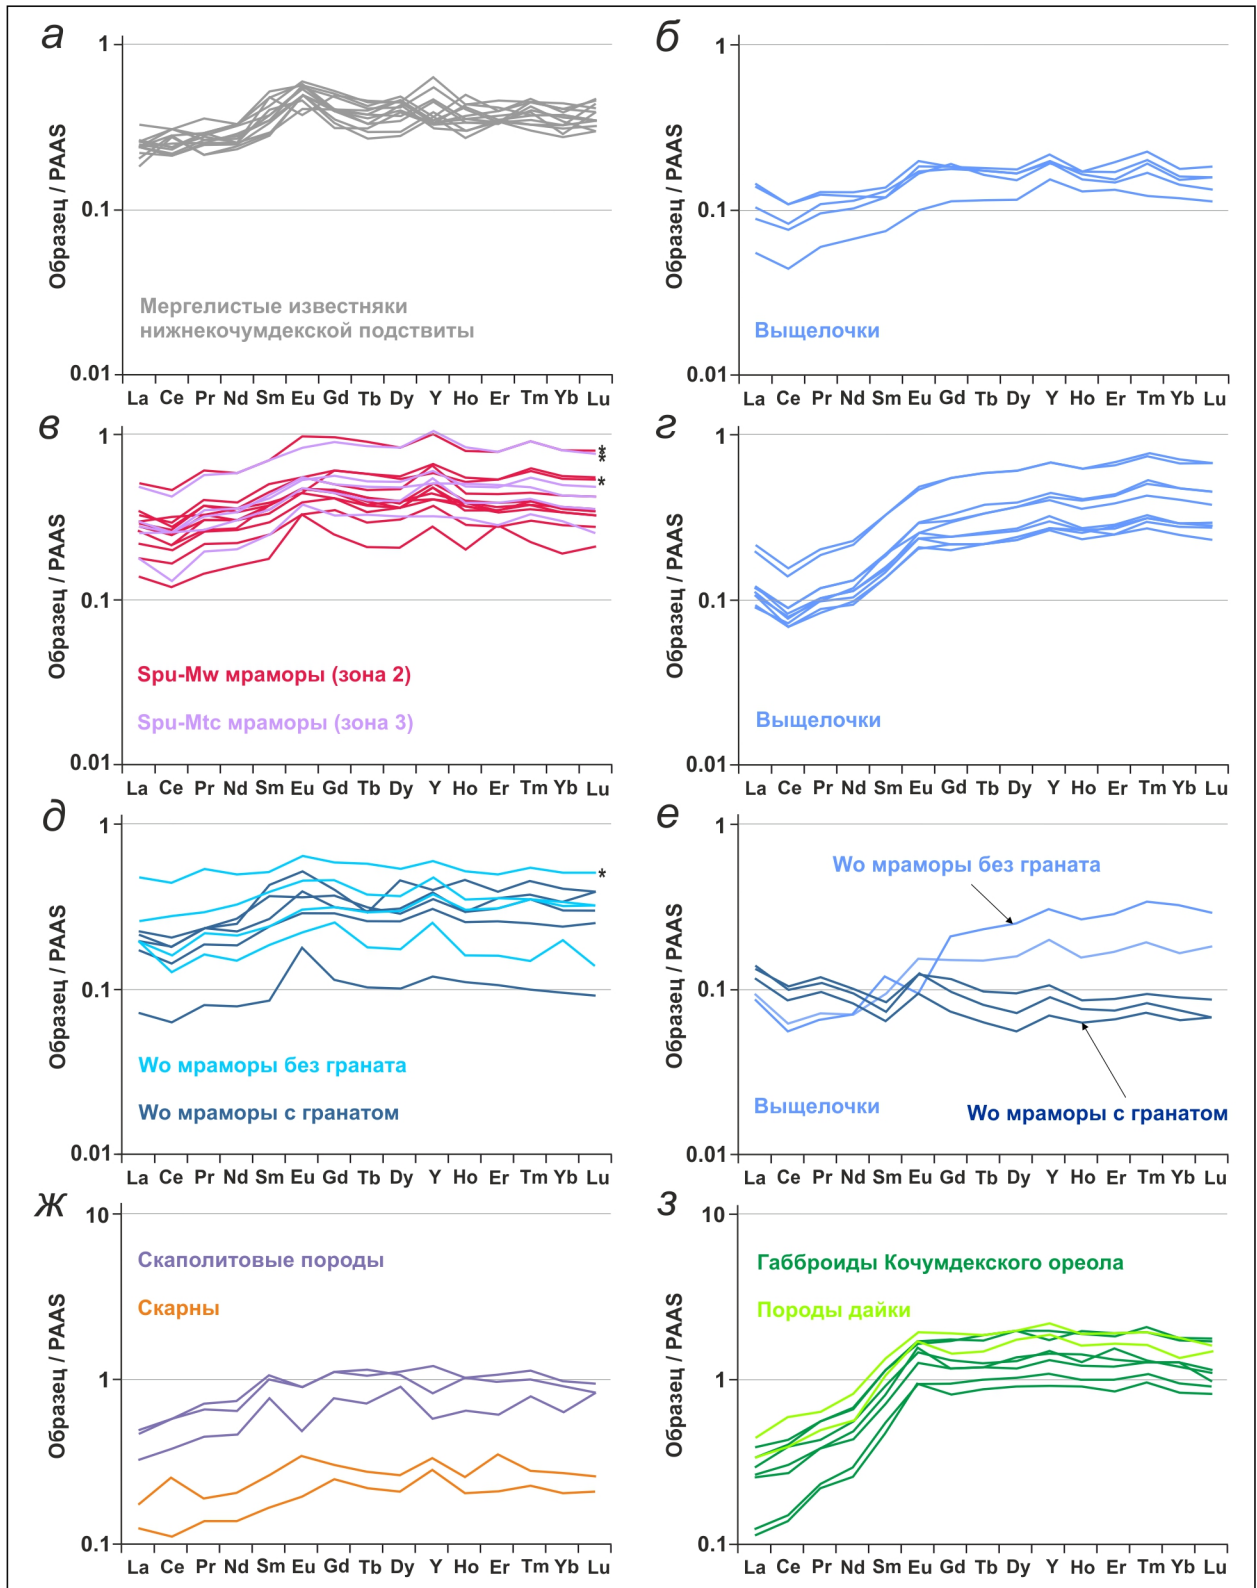 а
1
0.1
0.01
Образец / PAAS
Мергелистые известняки
нижнекочумдекской подсвиты
La Ce Pr Nd Sm Eu Gd Tb Dy Y Ho Er Tm Yb Lu
б
1
0.1
0.01
Образец / PAAS
Выщелочки
La Ce Pr Nd Sm Eu Gd Tb Dy Y Ho Er Tm Yb Lu
в
1
0.1
0.01
Образец / PAAS
*
*
*
Spu-Mw мраморы (зона 2)
Spu-Mtc мраморы (зона 3)
La Ce Pr Nd Sm Eu Gd Tb Dy Y Ho Er Tm Yb Lu
г
1
0.1
0.01
Образец / PAAS
Выщелочки
La Ce Pr Nd Sm Eu Gd Tb Dy Y Ho Er Tm Yb Lu
д
1
0.1
0.01
Образец / PAAS
*
Wo мраморы без граната
Wo мраморы с гранатом
La Ce Pr Nd Sm Eu Gd Tb Dy Y Ho Er Tm Yb Lu
е
1
0.1
0.01
Образец / PAAS
Wo мраморы без граната
Выщелочки
Wo мраморы с гранатом
La Ce Pr Nd Sm Eu Gd Tb Dy Y Ho Er Tm Yb Lu
ж
10
1
0.1
Образец / PAAS
Скаполитовые породы
Скарны
La Ce Pr Nd Sm Eu Gd Tb Dy Y Ho Er Tm Yb Lu
з
10
1
0.1
Образец / PAAS
Габброиды Кочумдекского ореола
Породы дайки
La Ce Pr Nd Sm Eu Gd Tb Dy Y Ho Er Tm Yb Lu